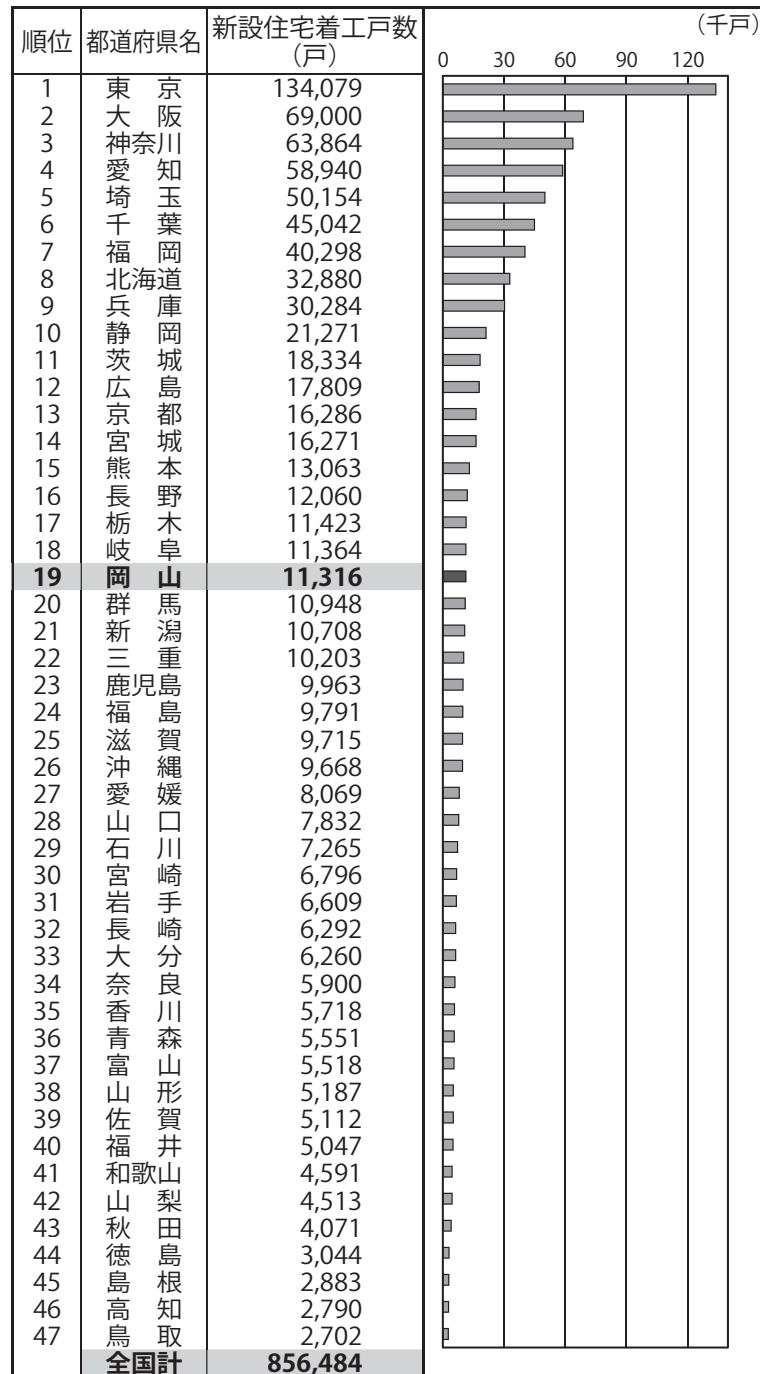 順位 都道府県名 新設住宅着工戸数（戸） （千戸）
0 30 60 90 120
1 東京 134,079
2 大阪 69,000
3 神奈川 63,864
4 愛知 58,940
5 埼玉 50,154
6 千葉 45,042
7 福岡 40,298
8 北海道 32,880
9 兵庫 30,284
10 静岡 21,271
11 茨城 18,334
12 広島 17,809
13 京都 16,286
14 宮城 16,271
15 熊本 13,063
16 長野 12,060
17 栃木 11,423
18 岐阜 11,364
19 岡山 11,316
20 群馬 10,948
21 新潟 10,708
22 三重 10,203
23 鹿児島 9,963
24 福島 9,791
25 滋賀 9,715
26 沖縄 9,668
27 愛媛 8,069
28 山口 7,832
29 石川 7,265
30 宮崎 6,796
31 岩手 6,609
32 長崎 6,292
33 大分 6,260
34 奈良 5,900
35 香川 5,718
36 青森 5,551
37 富山 5,518
38 山形 5,187
39 佐賀 5,112
40 福井 5,047
41 和歌山 4,591
42 山梨 4,513
43 秋田 4,071
44 徳島 3,044
45 島根 2,883
46 高知 2,790
47 鳥取 2,702
全国計 856,484